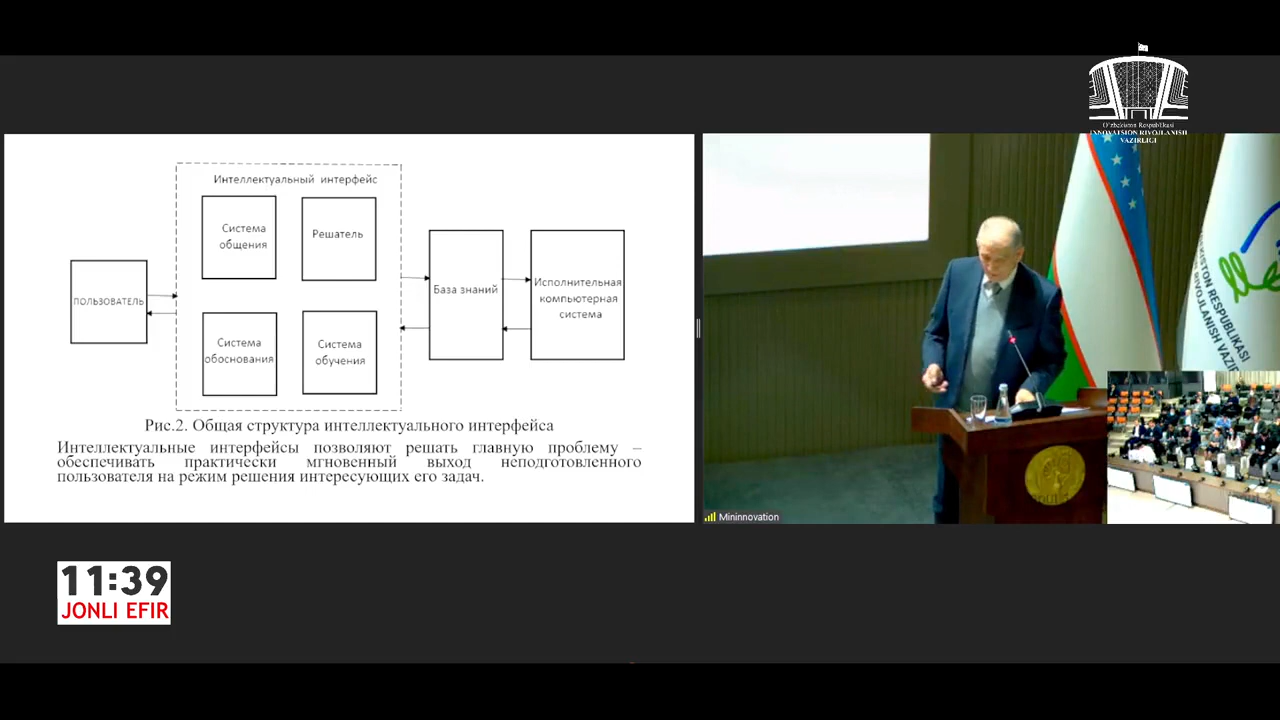 O'zbekiston Respublikasi
INNOVATSION RIVOJLANISH
VAZIRLIGI
Интеллектуальный интерфейс
Система
общения
Решатель
ПОЛЬЗОВАТЕЛЬ
База знаний
Исполнительная
компьютерная
система
Система
обоснования
Система
обучения
Рис.2. Общая структура интеллектуального интерфейса
Интеллектуальные интерфейсы позволяют решать главную проблему –
обеспечивать практически мгновенный выход неподготовленного
пользователя на режим решения интересующих его задач.
RESPUBLIKASI
RIVOJLANISH
Mininnovation
11:39
JONLI EFIR